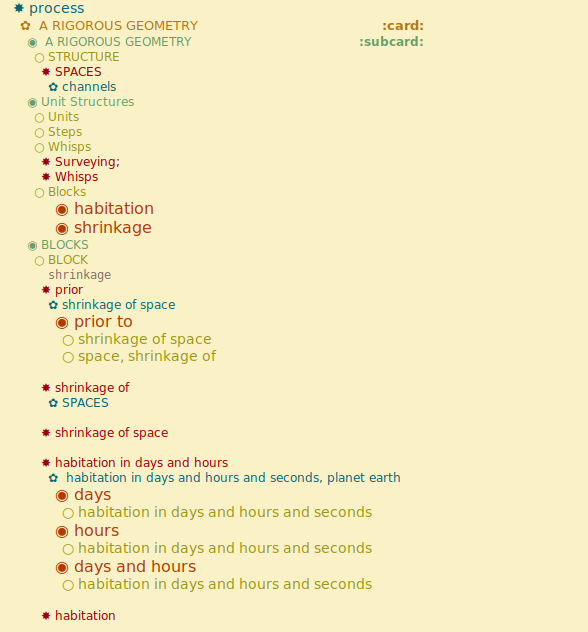 process
A RIGOROUS GEOMETRY :card:
A RIGOROUS GEOMETRY :subcard:
STRUCTURE
SPACES
channels
Unit Structures
Units
Steps
Whisps
Surveying;
Whisps
Blocks
habitation
shrinkage
BLOCKS
BLOCK
shrinkage
prior
shrinkage of space
prior to
shrinkage of space
space, shrinkage of
shrinkage of
SPACES
shrinkage of space
habitation in days and hours
habitation in days and hours and seconds, planet earth
days
habitation in days and hours and seconds
hours
habitation in days and hours and seconds
days and hours
habitation in days and hours and seconds
habitation